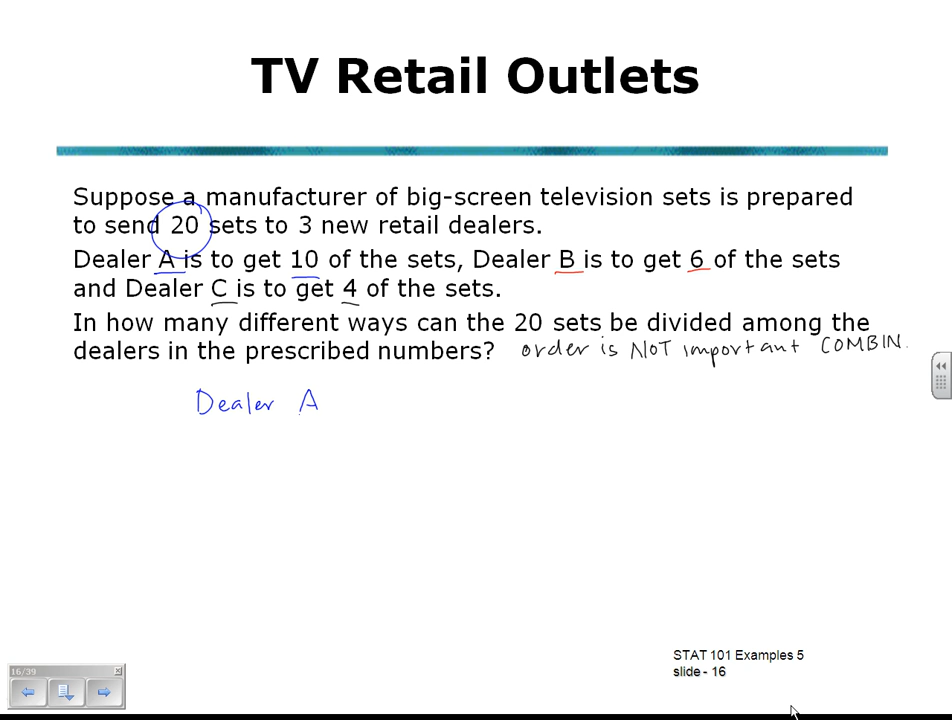 TV Retail Outlets
Suppose a manufacturer of big-screen television sets is prepared
to send 20 sets to 3 new retail dealers.
Dealer A is to get 10 of the sets, Dealer B is to get 6 of the sets
and Dealer C is to get 4 of the sets.
In how many different ways can the 20 sets be divided among the
dealers in the prescribed numbers? order is NOT important COMBIN.
Dealer A
STAT 101 Examples 5
slide - 16
16/39